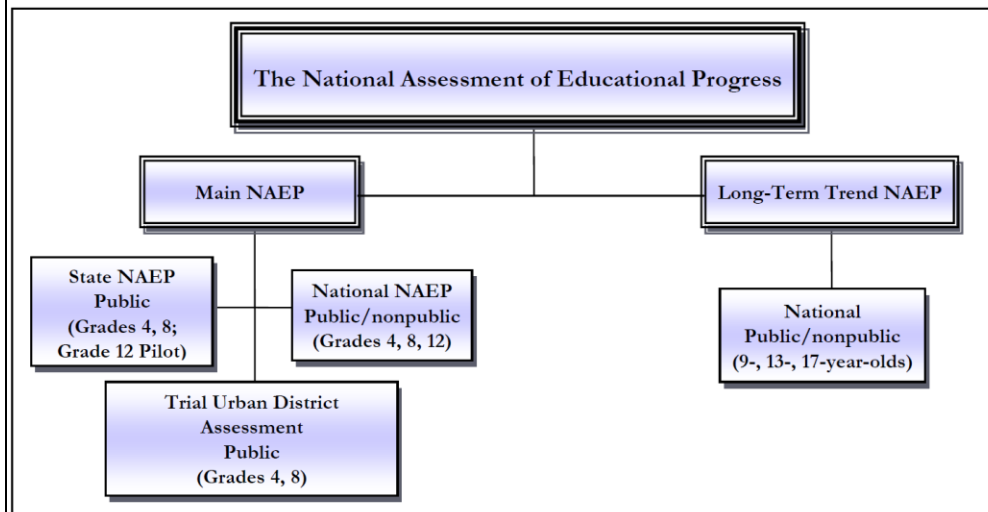 The National Assessment of Educational Progress
Main NAEP
Long-Term Trend NAEP
State NAEP
Public
(Grades 4, 8;
Grade 12 Pilot)
National NAEP
Public/nonpublic
(Grades 4, 8, 12)
National
Public/nonpublic
(9-, 13-, 17-year-olds)
Trial Urban District
Assessment
Public
(Grades 4, 8)